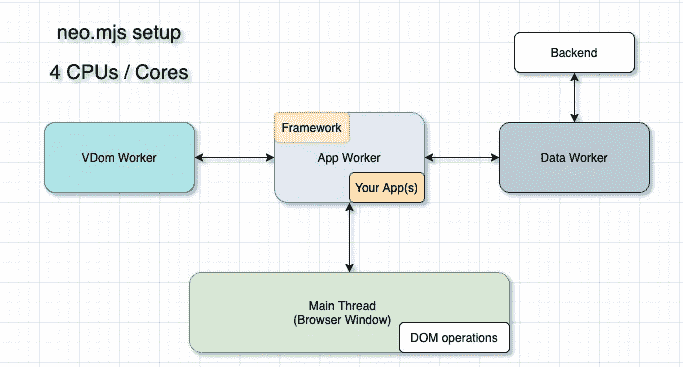 neo.mjs setup
4 CPUs / Cores
Backend
VDom Worker
Framework
App Worker
Your App(s)
Data Worker
Main Thread
(Browser Window)
DOM operations